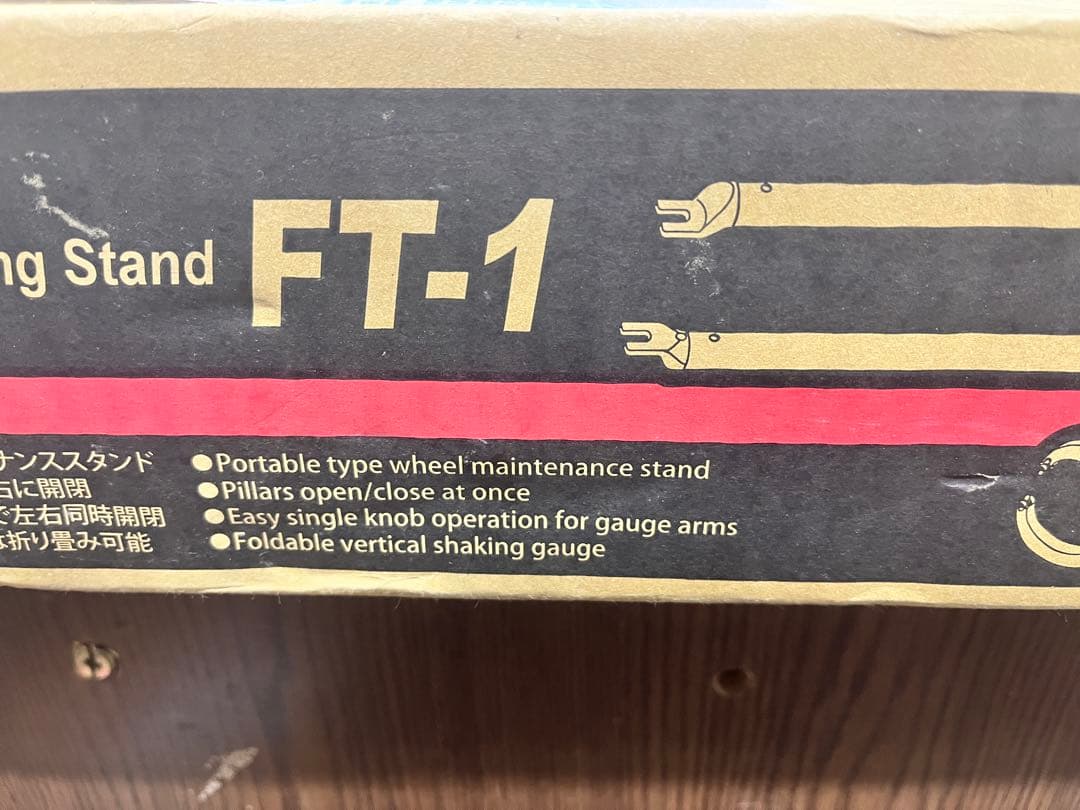 Stand FT-1
ナンススタンド
右に開閉
で左右同時開閉
折り畳み可能
●Portable type wheel maintenance stand
●Pillars open/close at once
●Easy single knob operation for gauge arms
●Foldable vertical shaking gauge